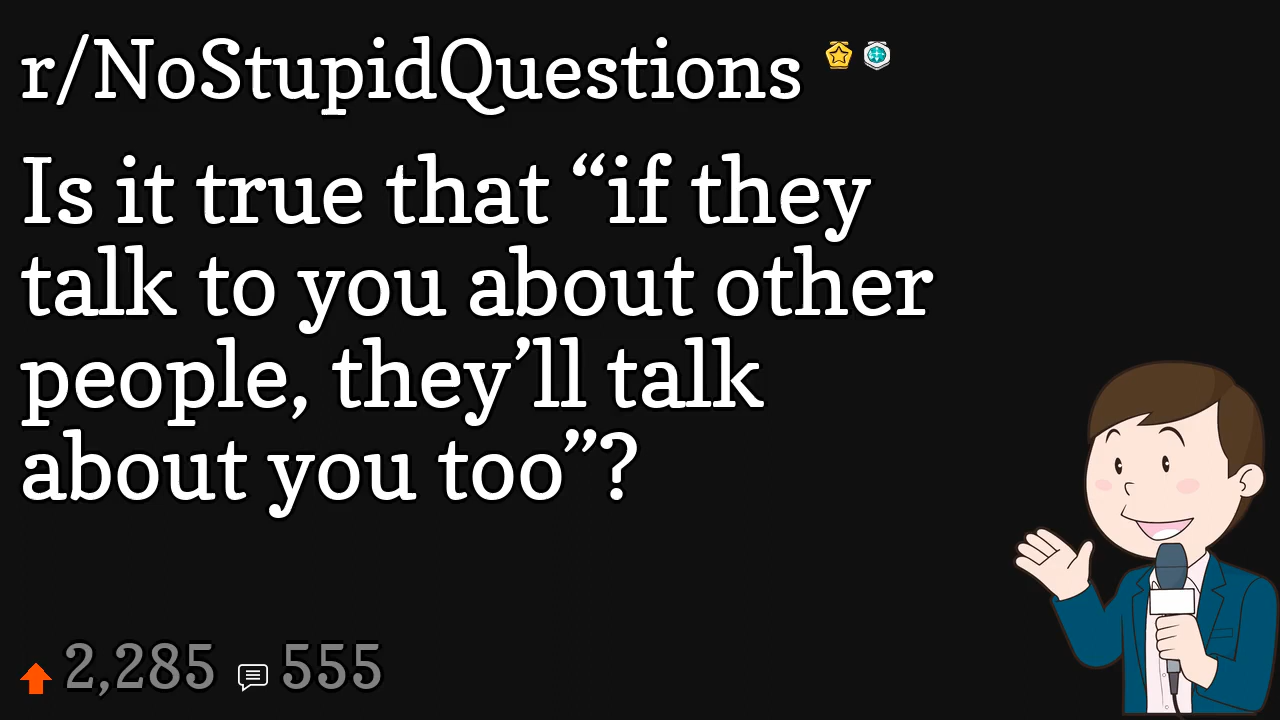 r/NoStupidQuestions
Is it true that “if they
talk to you about other
people, they’ll talk
about you too”?
2,285 555